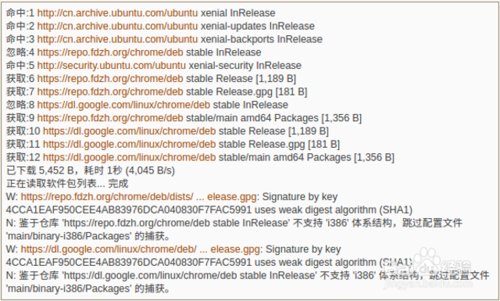 命中:1 http://cn.archive.ubuntu.com/ubuntu xenial InRelease
命中:2 http://cn.archive.ubuntu.com/ubuntu xenial-updates InRelease
命中:3 http://cn.archive.ubuntu.com/ubuntu xenial-backports InRelease
忽略:4 https://repo.fdzh.org/chrome/deb stable InRelease
命中:5 http://security.ubuntu.com/ubuntu xenial-security InRelease
获取:6 https://repo.fdzh.org/chrome/deb stable Release [1,189 B]
获取:7 https://repo.fdzh.org/chrome/deb stable Release.gpg [181 B]
忽略:8 https://dl.google.com/linux/chrome/deb stable InRelease
获取:9 https://repo.fdzh.org/chrome/deb stable/main amd64 Packages [1,356 B]
获取:10 https://dl.google.com/linux/chrome/deb stable Release [1,189 B]
获取:11 https://dl.google.com/linux/chrome/deb stable Release.gpg [181 B]
获取:12 https://dl.google.com/linux/chrome/deb stable/main amd64 Packages [1,356 B]
已下载 5,452 B，耗时 1秒 (4,045 B/s)
正在读取软件包列表... 完成
W: https://repo.fdzh.org/chrome/deb/dists/ ... elease.gpg: Signature by key
4CCA1EAF950CEE4AB83976DCA040830F7FAC5991 uses weak digest algorithm (SHA1)
N: 鉴于仓库 'https://repo.fdzh.org/chrome/deb stable InRelease' 不支持 'i386' 体系结构，跳过配置文件
'main/binary-i386/Packages' 的捕获。
W: https://dl.google.com/linux/chrome/deb/ ... elease.gpg: Signature by key
4CCA1EAF950CEE4AB83976DCA040830F7FAC5991 uses weak digest algorithm (SHA1)
N: 鉴于仓库 'https://dl.google.com/linux/chrome/deb stable InRelease' 不支持 'i386' 体系结构，跳过配置文件
'main/binary-i386/Packages' 的捕获。